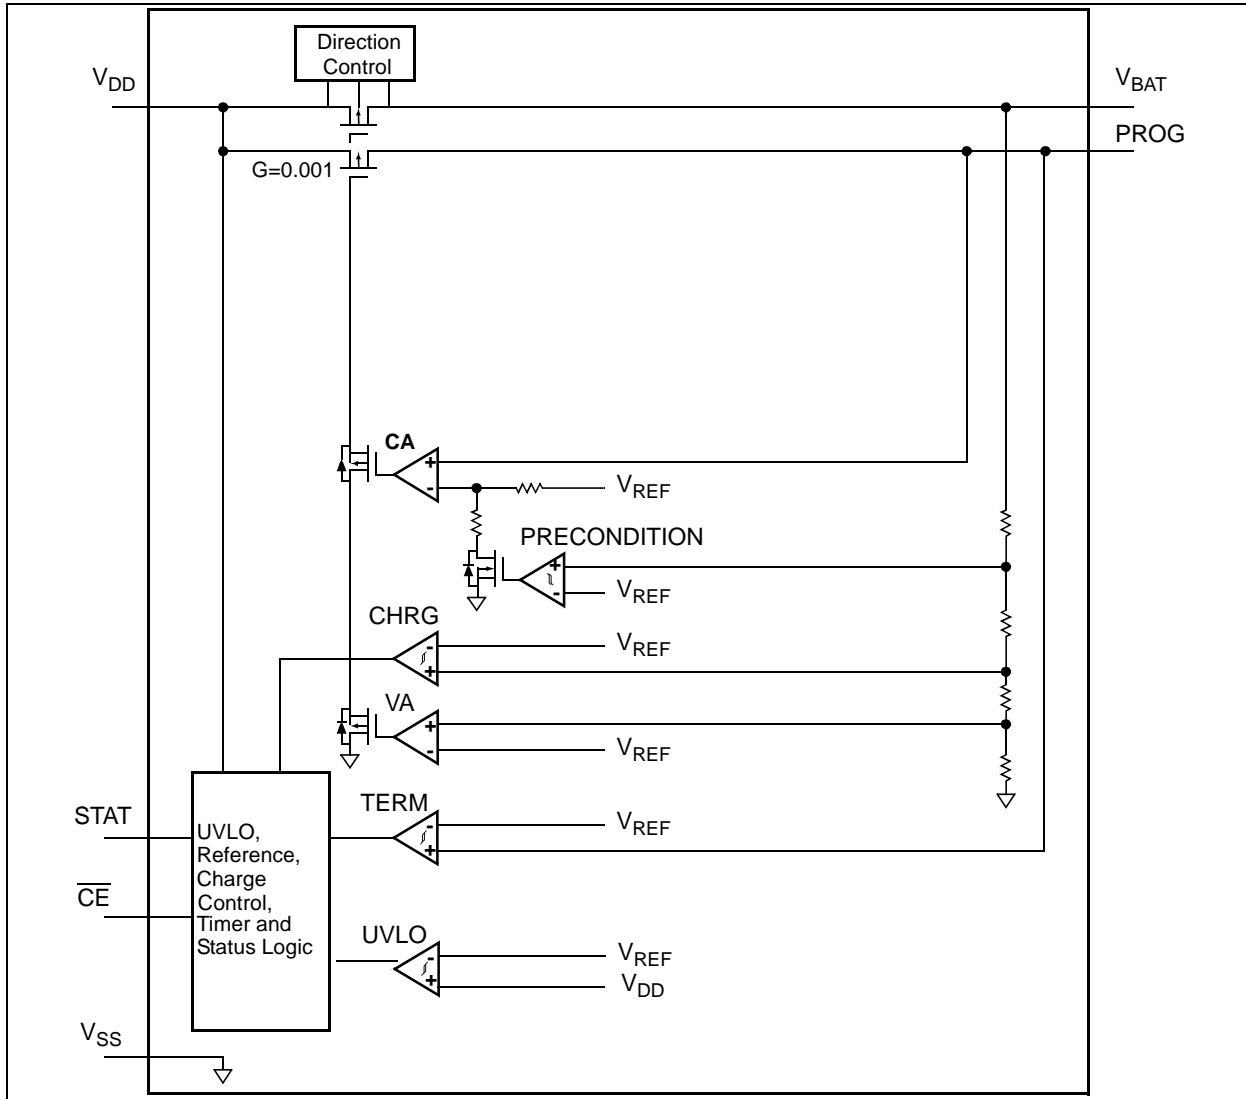 Direction
Control
VDD
VBAT
PROG
G=0.001
CA
+
-
VREF
PRECONDITION
+
-
VREF
CHRG
-
+
VREF
VA
+
-
VREF
TERM
-
+
VREF
STAT
CE
UVLO,
Reference,
Charge
Control,
Timer and
Status Logic
UVLO
-
+
VREF
VDD
VSS